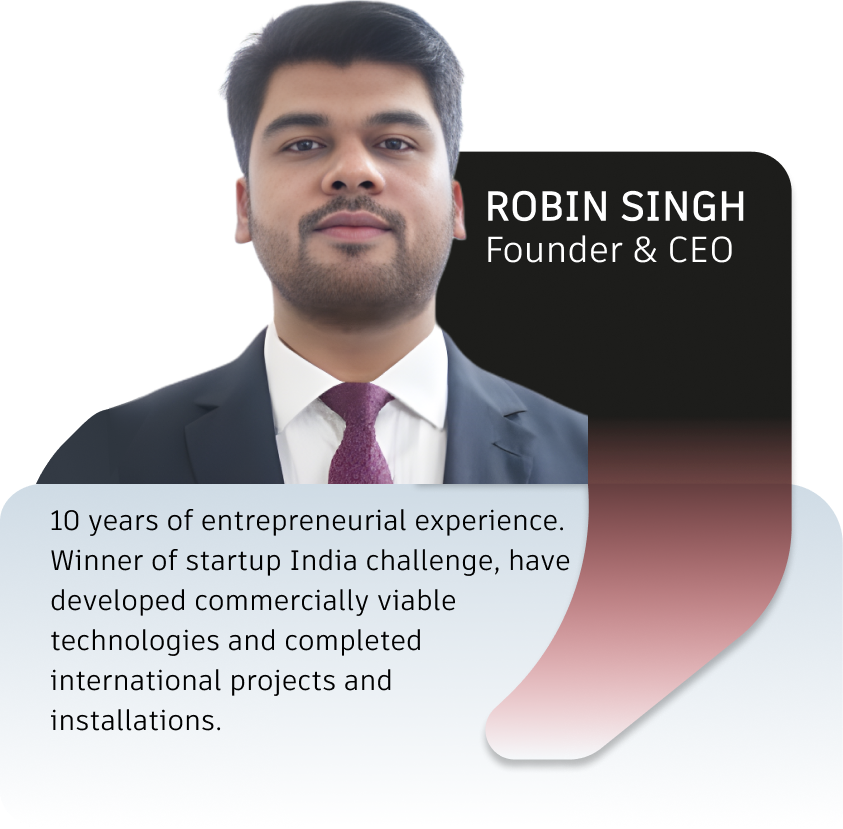 ROBIN SINGH
Founder & CEO
10 years of entrepreneurial experience.
Winner of startup India challenge, have
developed commercially viable
technologies and completed
international projects and
installations.